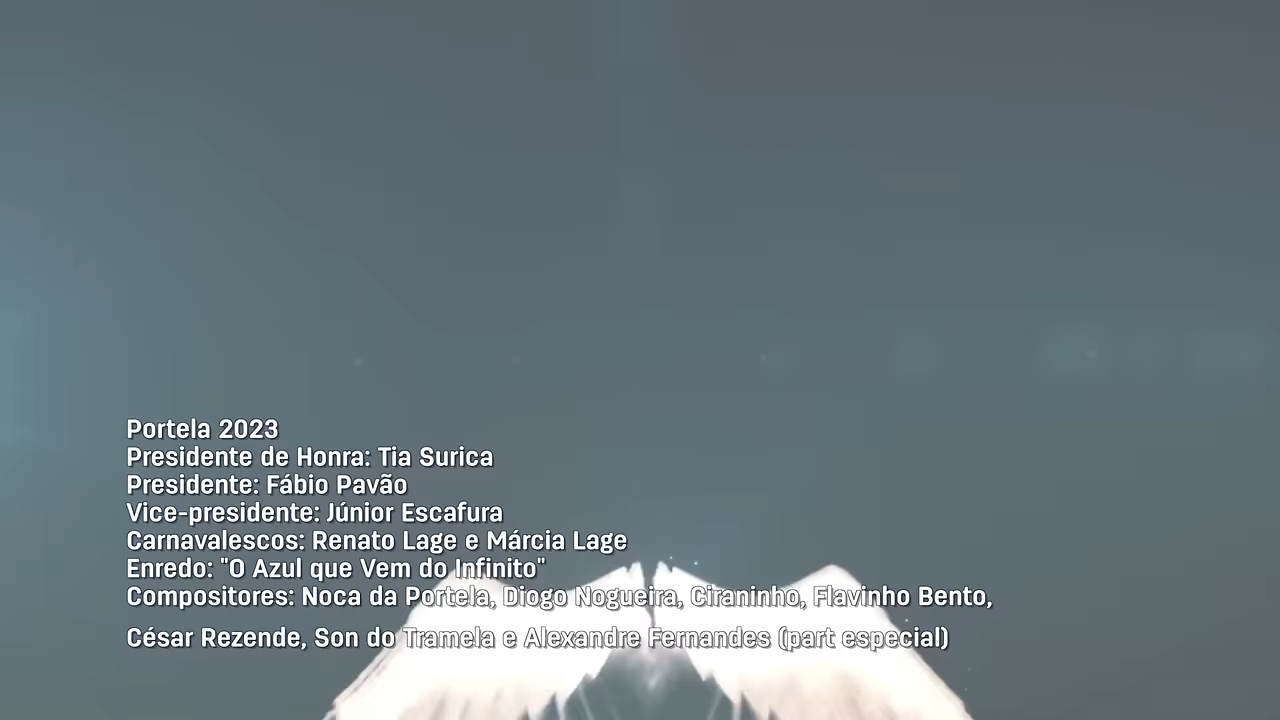 Portela 2023
Presidente de Honra: Tia Surica
Presidente: Fábio Pavão
Vice-presidente: Júnior Escafura
Carnavalescos: Renato Lage e Márcia Lage
Enredo: "O Azul que Vem do Infinito"
Compositores: Noca da Portela, Diogo Nogueira, Ciraninho, Flavinho Bento,
César Rezende, Son do Tramela e Alexandre Fernandes (part especial)